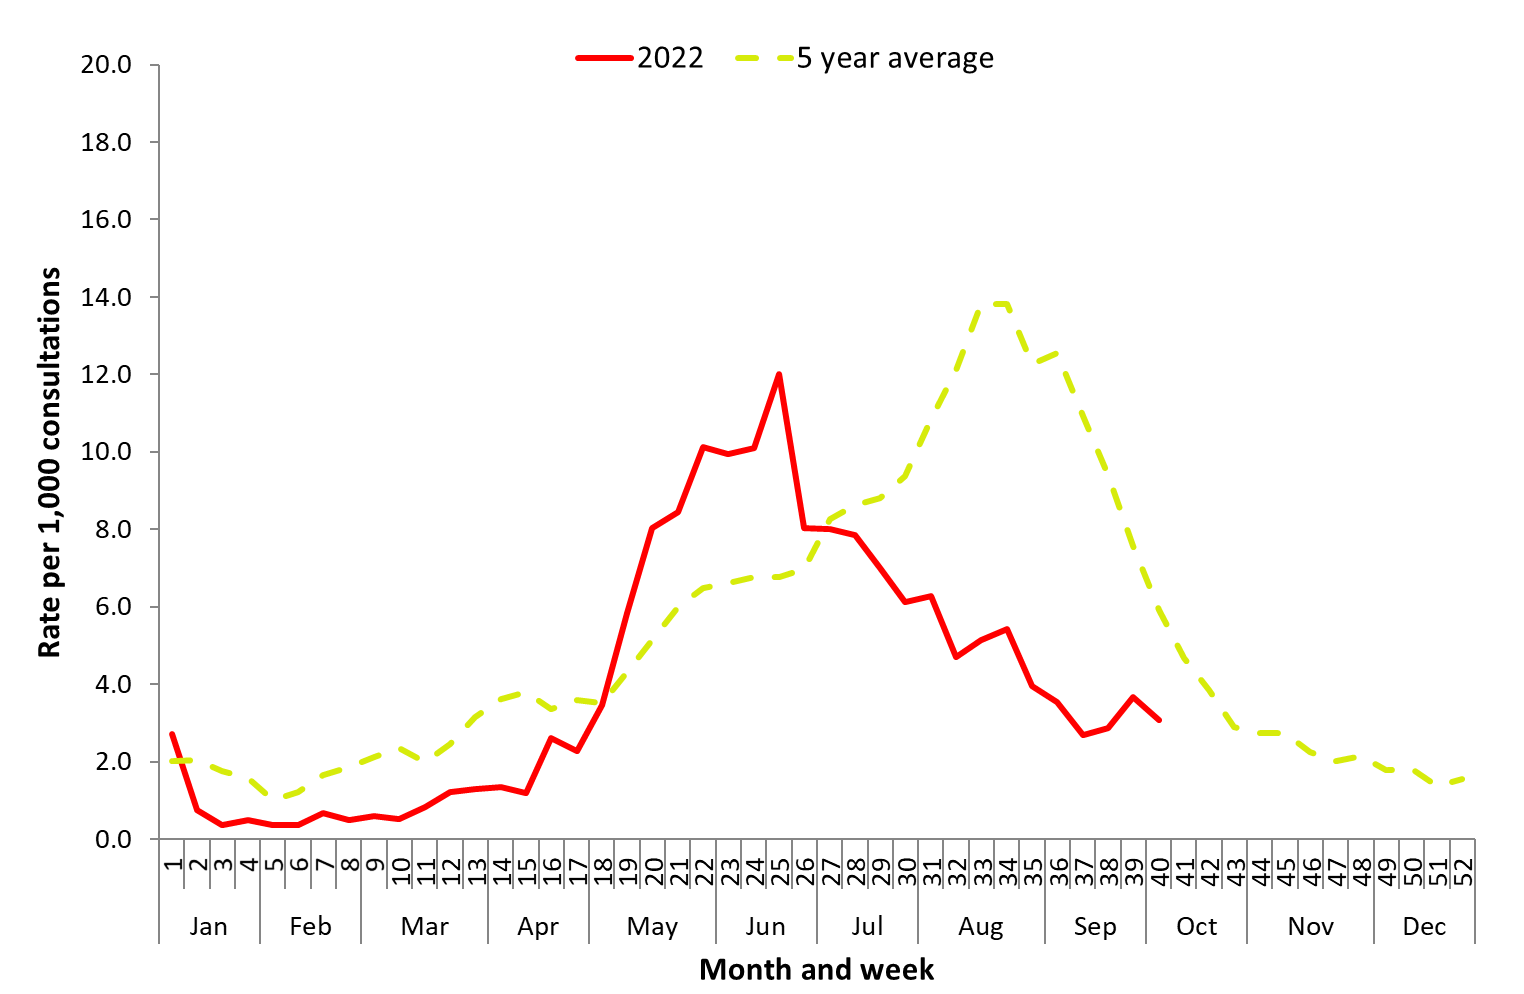 2022 5 year average
20.0
18.0
16.0
14.0
12.0
10.0
8.0
6.0
4.0
2.0
0.0
Rate per 1,000 consultations
1 2 3 4 5 6 7 8 9 10 11 12 13 14 15 16 17 18 19 20 21 22 23 24 25 26 27 28 29 30 31 32 33 34 35 36 37 38 39 40 41 42 43 44 45 46 47 48 49 50 51 52
Jan Feb Mar Apr May Jun Jul Aug Sep Oct Nov Dec
Month and week